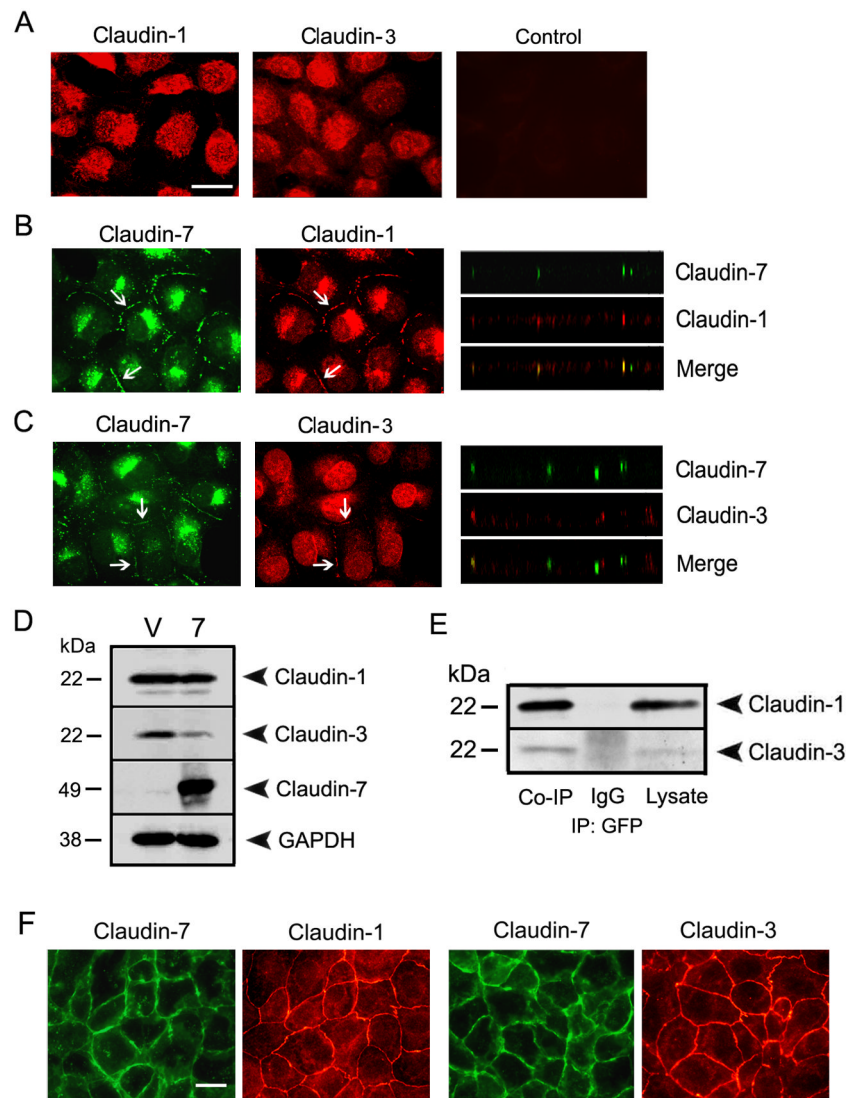 A
Claudin-1 Claudin-3 Control
B
Claudin-7 Claudin-1
Claudin-7
Claudin-1
Merge
C
Claudin-7 Claudin-3
Claudin-7
Claudin-3
Merge
D
V 7
kDa
22 Claudin-1
22 Claudin-3
49 Claudin-7
38 GAPDH
E
kDa
22 Claudin-1
22 Claudin-3
Co-IP IgG Lysate
IP: GFP
F
Claudin-7 Claudin-1 Claudin-7 Claudin-3